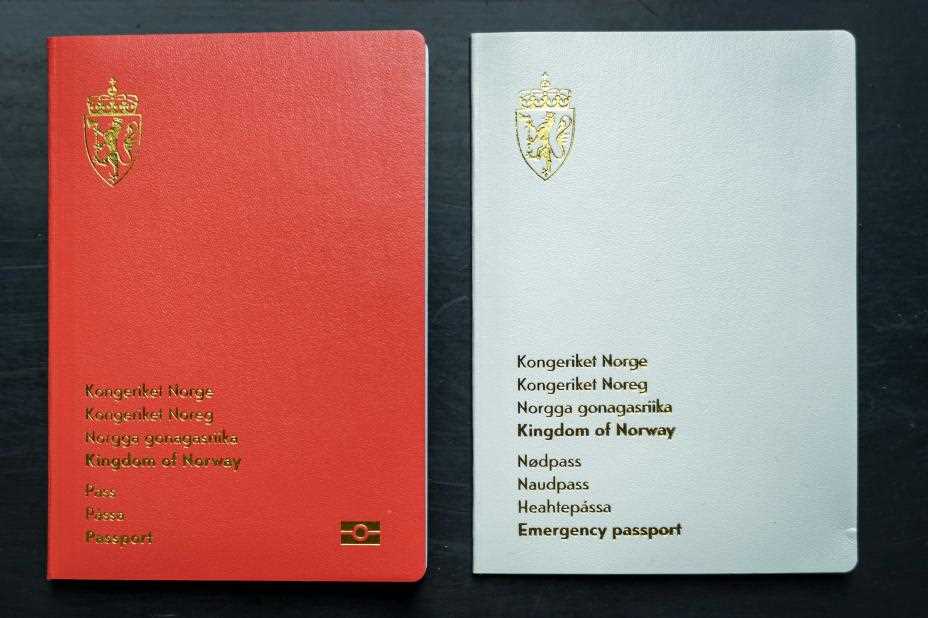 Kongeriket Norge
Kongeriket Noreg
Norgga gonagasriika
Kingdom of Norway
Pass
Pássa
Passport
Kongeriket Norge
Kongeriket Noreg
Norgga gonagasriika
Kingdom of Norway
Nødpass
Naudpass
Heahtepássa
Emergency passport